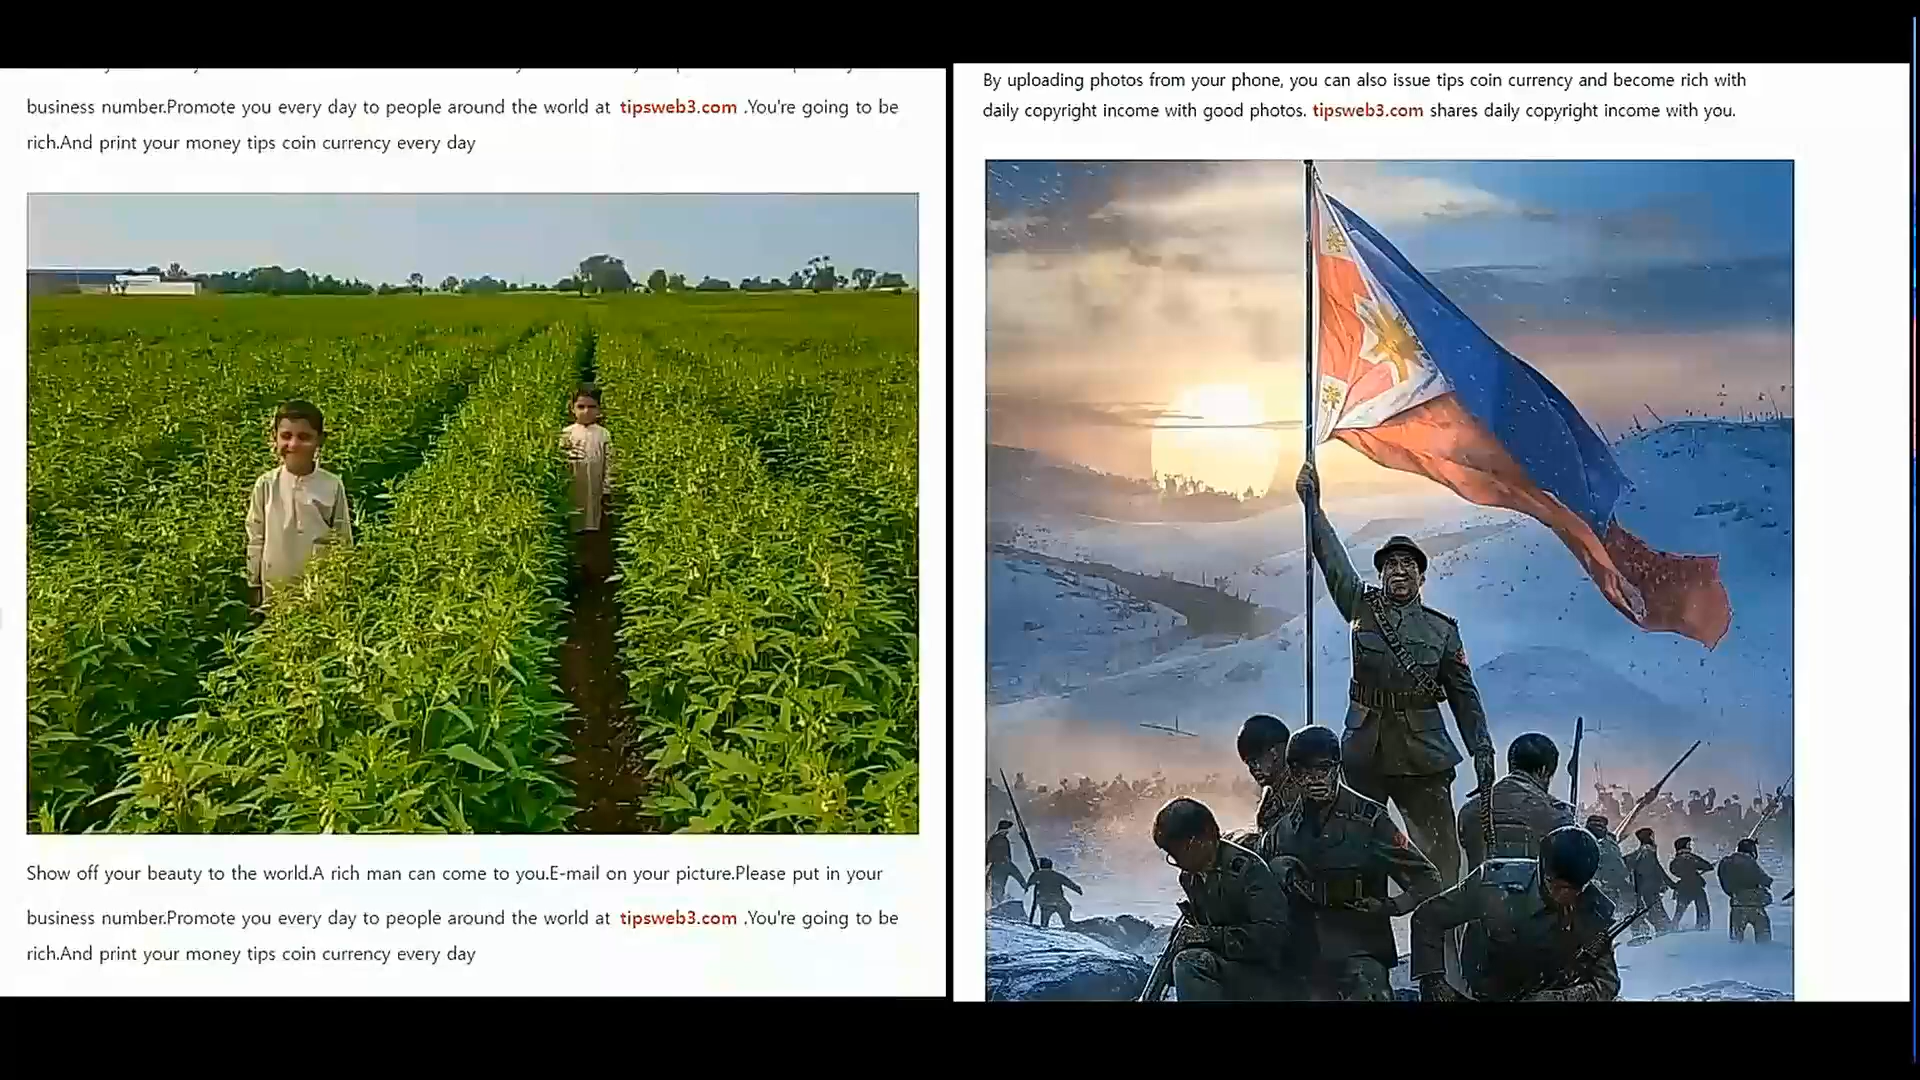 business number.Promote you every day to people around the world at tipsweb3.com .You're going to be
rich.And print your money tips coin currency every day
Show off your beauty to the world.A rich man can come to you.E-mail on your picture.Please put in your
business number.Promote you every day to people around the world at tipsweb3.com .You're going to be
rich.And print your money tips coin currency every day
By uploading photos from your phone, you can also issue tips coin currency and become rich with
daily copyright income with good photos. tipsweb3.com shares daily copyright income with you.